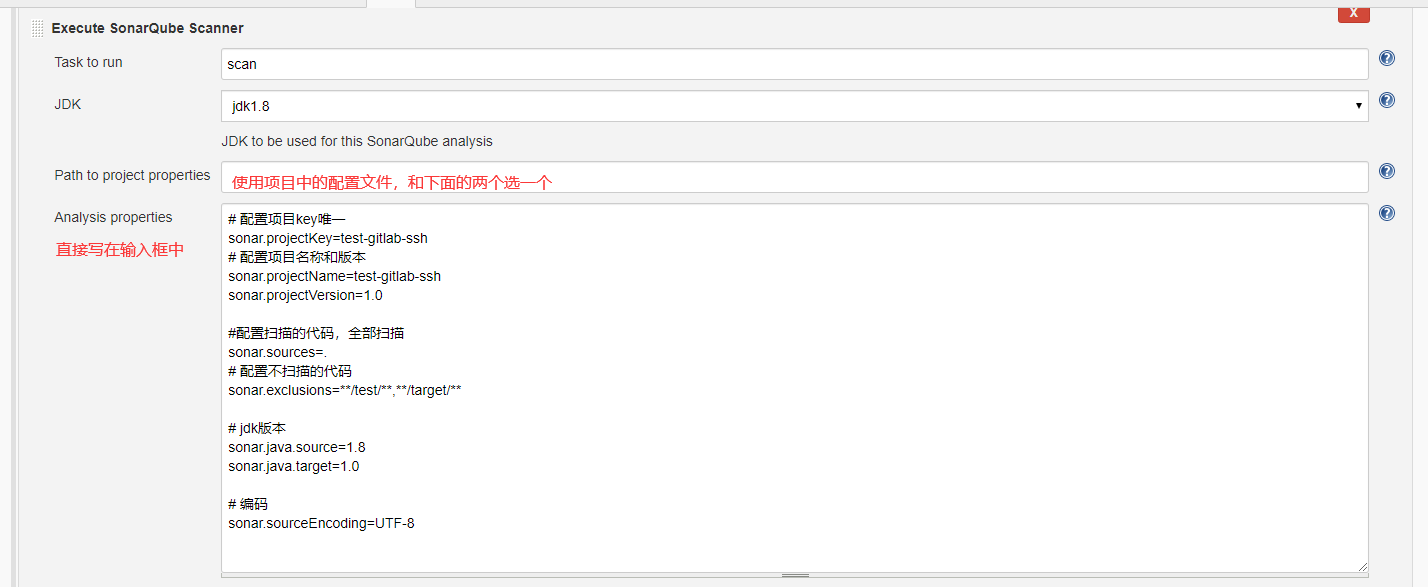 X
Execute SonarQube Scanner
Task to run
scan
JDK
jdk1.8
JDK to be used for this SonarQube analysis
Path to project properties
使用项目中的配置文件，和下面的两个选一个
Analysis properties
直接写在输入框中
# 配置项目key唯一
sonar.projectKey=test-gitlab-ssh
# 配置项目名称和版本
sonar.projectName=test-gitlab-ssh
sonar.projectVersion=1.0
#配置扫描的代码，全部扫描
sonar.sources=.
# 配置不扫描的代码
sonar.exclusions=**/test/**,**/target/**
# jdk版本
sonar.java.source=1.8
sonar.java.target=1.0
# 编码
sonar.sourceEncoding=UTF-8